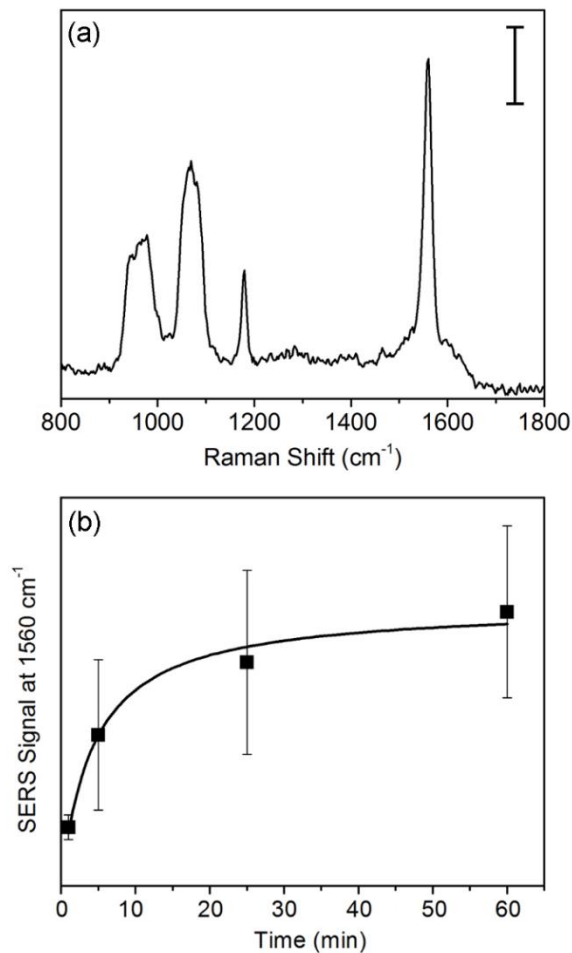 (a)
800 1000 1200 1400 1600 1800
Raman Shift (cm⁻¹)
(b)
SERS Signal at 1560 cm⁻¹
0 10 20 30 40 50 60
Time (min)